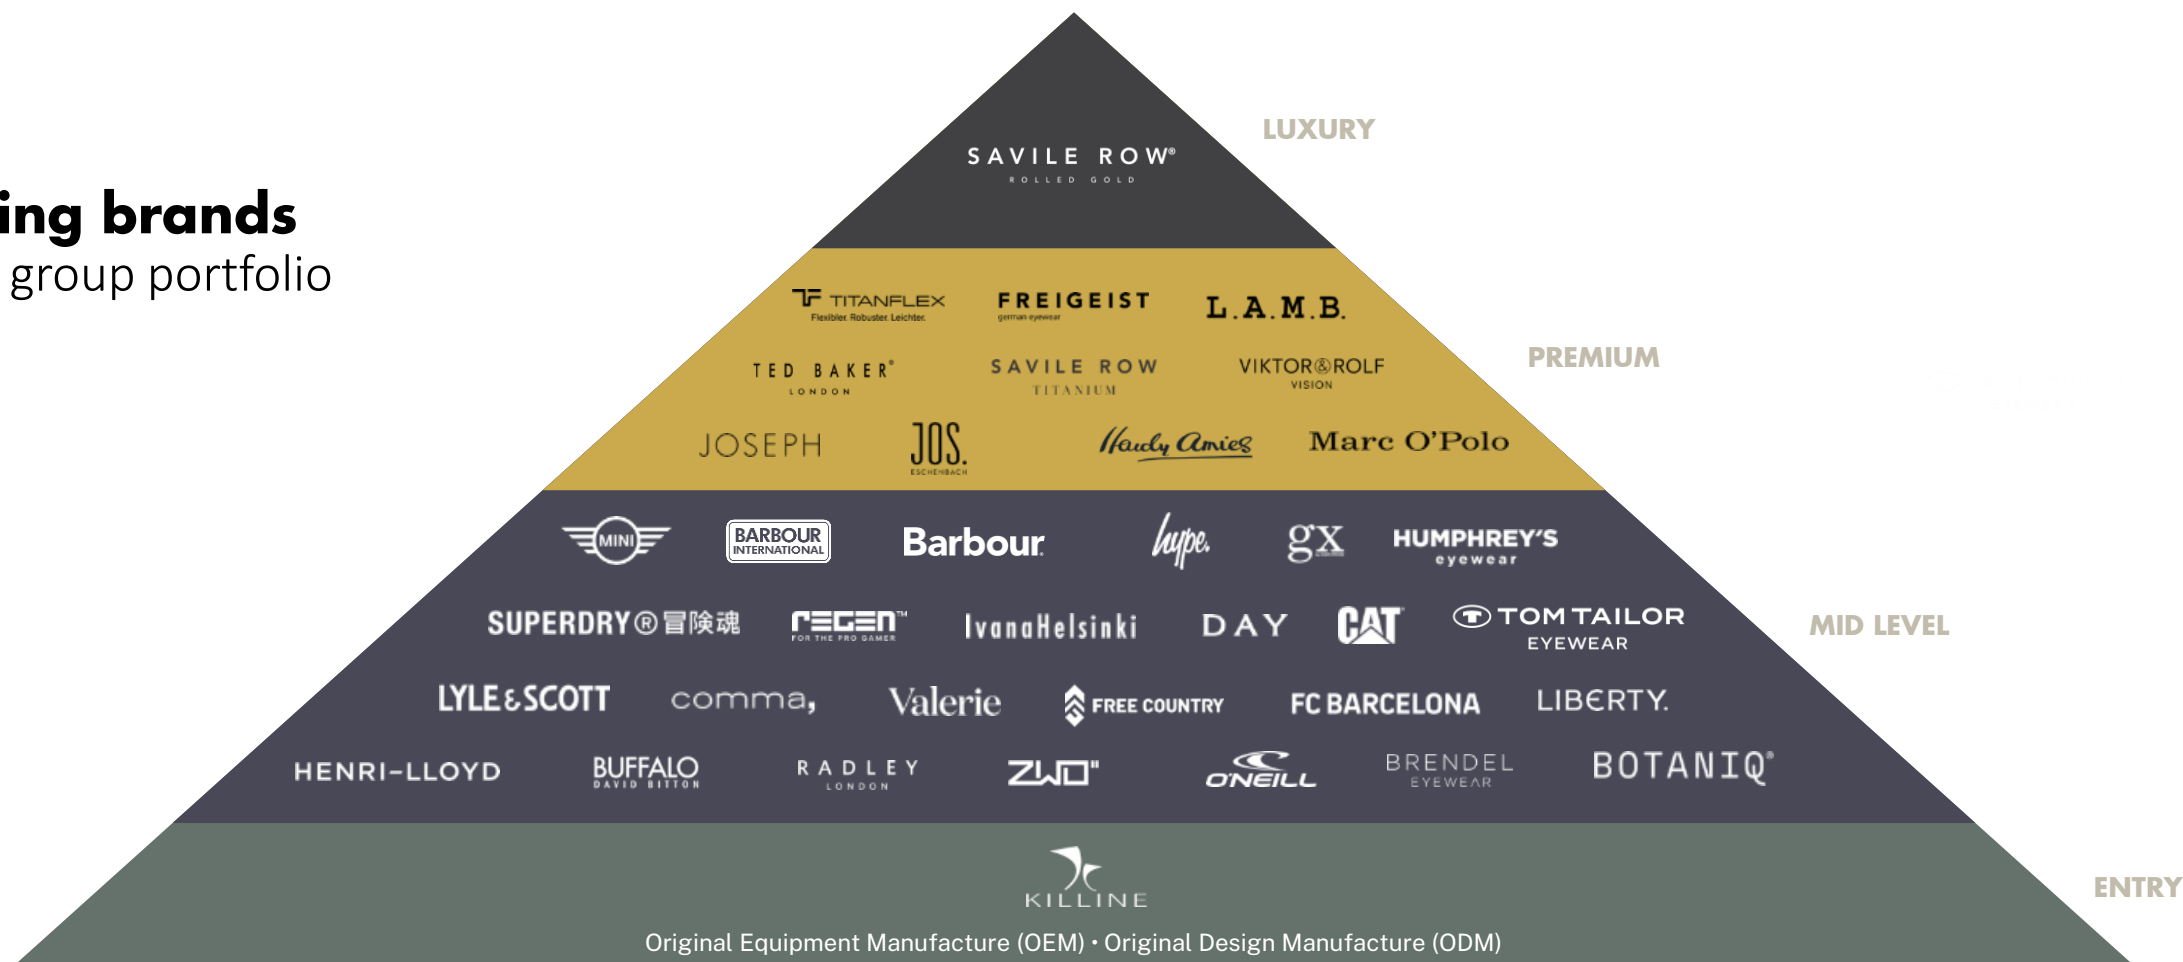 ing brands
group portfolio
LUXURY
SAVILE ROW®
ROLLED GOLD
PREMIUM
TF TITANFLEX
Flexibler. Robuster. Leichter.
FREIGEIST
german eyewear
L.A.M.B.
TED BAKER®
LONDON
SAVILE ROW
TITANIUM
VIKTOR&ROLF
VISION
JOSEPH
JOS.
ESCHENBACH
Hardy Amies
Marc O'Polo
MID LEVEL
MINI
BARBOUR
INTERNATIONAL
Barbour
hype.
gx
HUMPHREY'S
eyewear
SUPERDRY®冒険魂
REGEN™
FOR THE PRO GAMER
IvanaHelsinki
DAY
CAT
TOM TAILOR
EYEWEAR
LYLE&SCOTT
comma,
Valerie
FREE COUNTRY
FC BARCELONA
LIBERTY.
HENRI-LLOYD
BUFFALO
DAVID BITTON
RADLEY
LONDON
ZWO"
O'NEILL
BRENDEL
EYEWEAR
BOTANIQ®
ENTRY
KILLINE
Original Equipment Manufacture (OEM) • Original Design Manufacture (ODM)